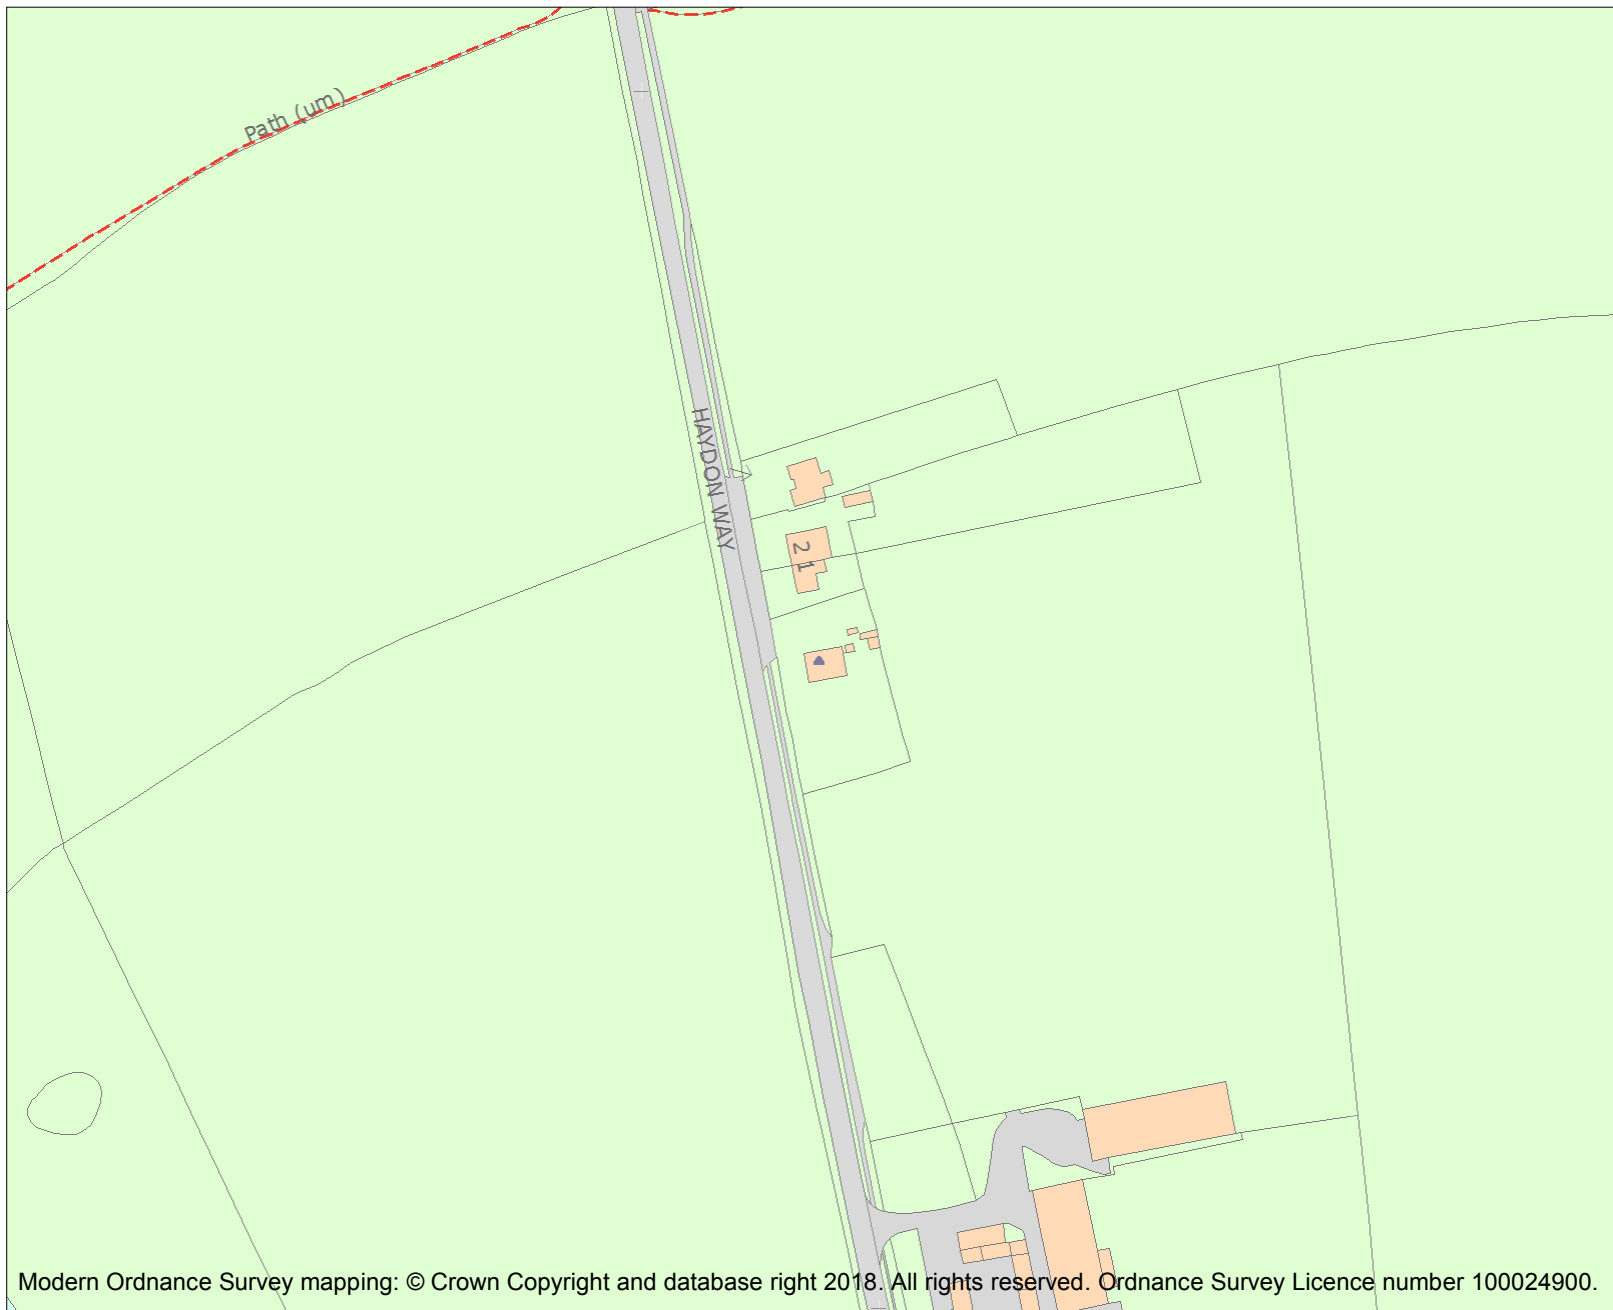 Path (um)
HAYDON WAY
2
1
Modern Ordnance Survey mapping: © Crown Copyright and database right 2018. All rights reserved. Ordnance Survey Licence number 100024900.